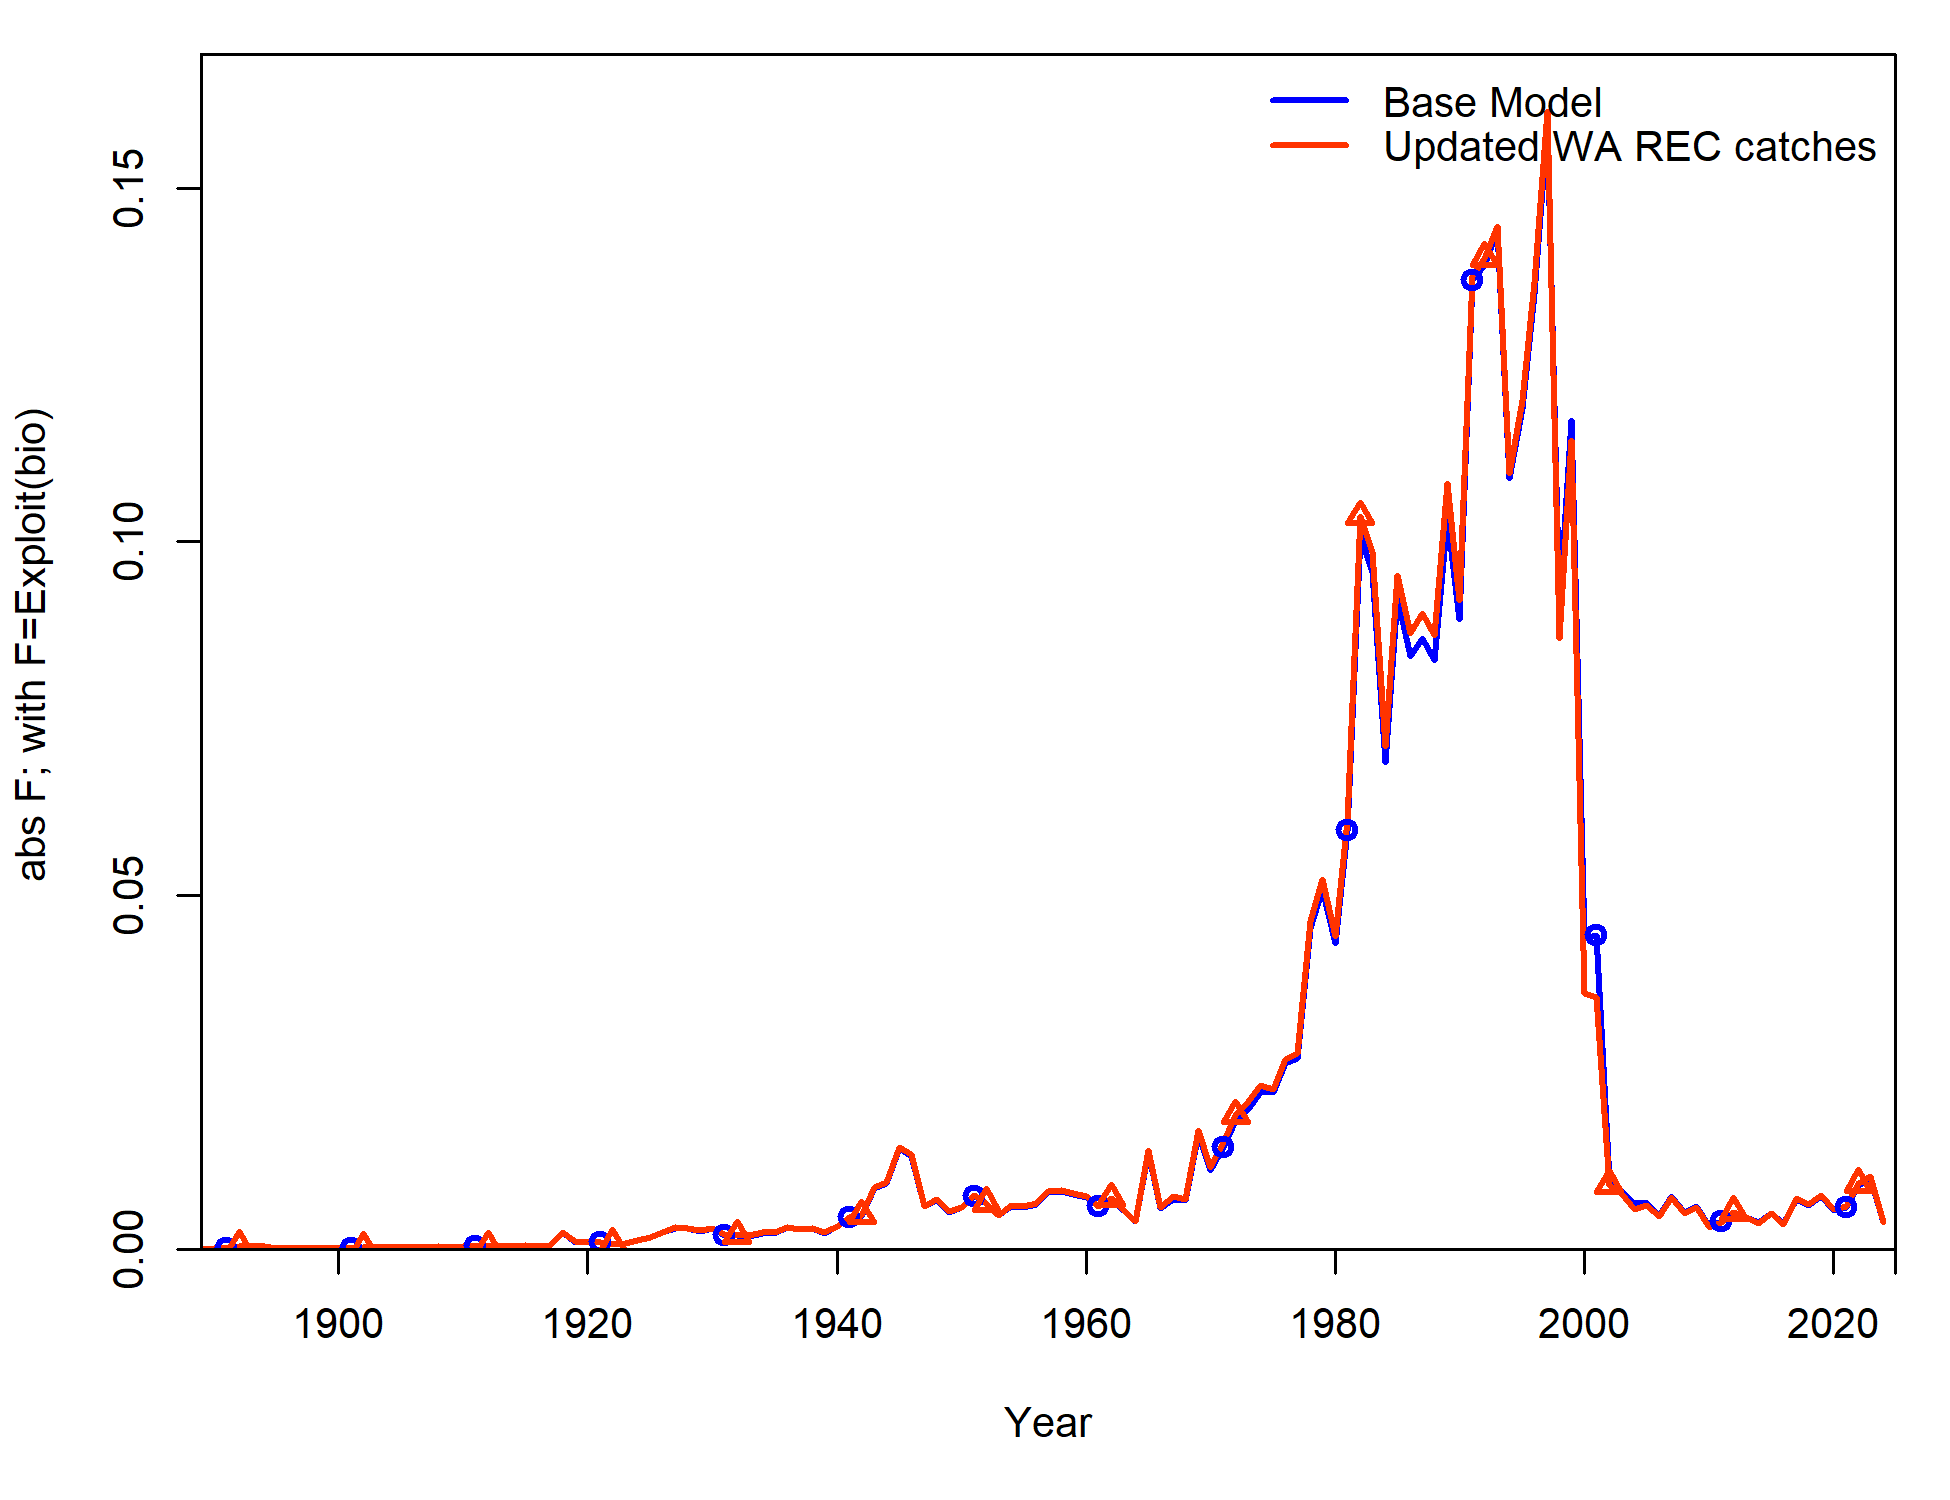 Base Model
Updated WA REC catches
abs F; with F=Exploit(bio)
0.15
0.10
0.05
0.00
1900 1920 1940 1960 1980 2000 2020
Year